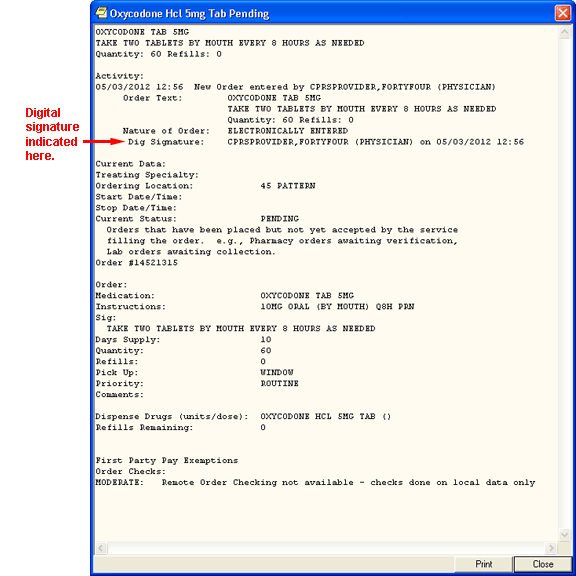 Oxycodone Hcl 5mg Tab Pending
OXYCODONE TAB 5MG
TAKE TWO TABLETS BY MOUTH EVERY 8 HOURS AS NEEDED
Quantity: 60 Refills: 0
Activity:
05/03/2012 12:56  New Order entered by CPRSPROVIDER,FORTYFOUR (PHYSICIAN)
Order Text: OXYCODONE TAB 5MG
TAKE TWO TABLETS BY MOUTH EVERY 8 HOURS AS NEEDED
Quantity: 60 Refills: 0
Nature of Order: ELECTRONICALLY ENTERED
Dig Signature: CPRSPROVIDER,FORTYFOUR (PHYSICIAN) on 05/03/2012 12:56
Digital
signature
indicated
here.
Current Data:
Treating Specialty:
Ordering Location: 45 PATTERN
Start Date/Time:
Stop Date/Time:
Current Status: PENDING
Orders that have been placed but not yet accepted by the service
filling the order.  e.g., Pharmacy orders awaiting verification,
Lab orders awaiting collection.
Order #14521315
Order:
Medication: OXYCODONE TAB 5MG
Instructions: 10MG ORAL (BY MOUTH) Q8H PRN
Sig:
TAKE TWO TABLETS BY MOUTH EVERY 8 HOURS AS NEEDED
Days Supply: 10
Quantity: 60
Refills: 0
Pick Up: WINDOW
Priority: ROUTINE
Comments:
Dispense Drugs (units/dose): OXYCODONE HCL 5MG TAB ()
Refills Remaining: 0
First Party Pay Exemptions
Order Checks:
MODERATE: Remote Order Checking not available - checks done on local data only
Print
Close